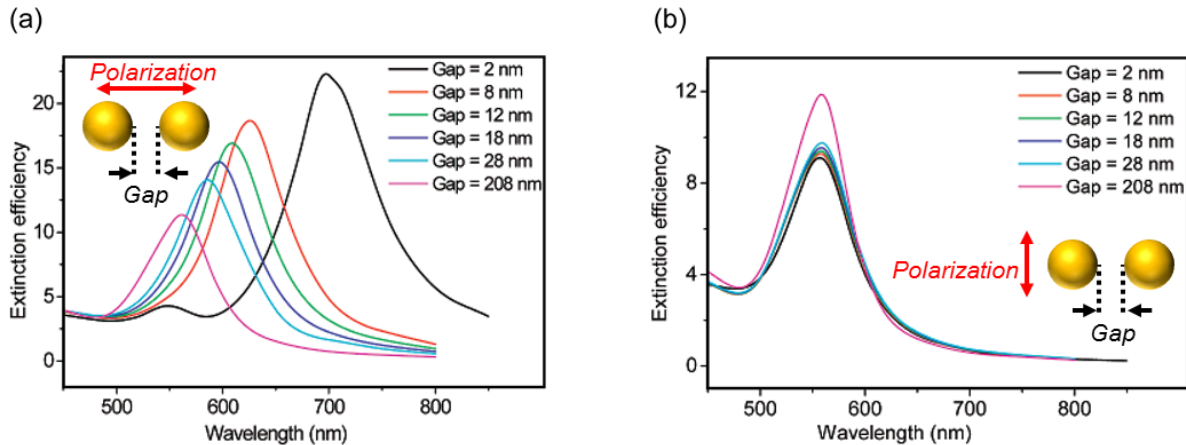 (a)
Polarization
Gap
Gap = 2 nm
Gap = 8 nm
Gap = 12 nm
Gap = 18 nm
Gap = 28 nm
Gap = 208 nm
Extinction efficiency
20
15
10
5
0
500 600 700 800
Wavelength (nm)
(b)
Gap = 2 nm
Gap = 8 nm
Gap = 12 nm
Gap = 18 nm
Gap = 28 nm
Gap = 208 nm
Polarization
Gap
Extinction efficiency
12
8
4
0
500 600 700 800
Wavelength (nm)